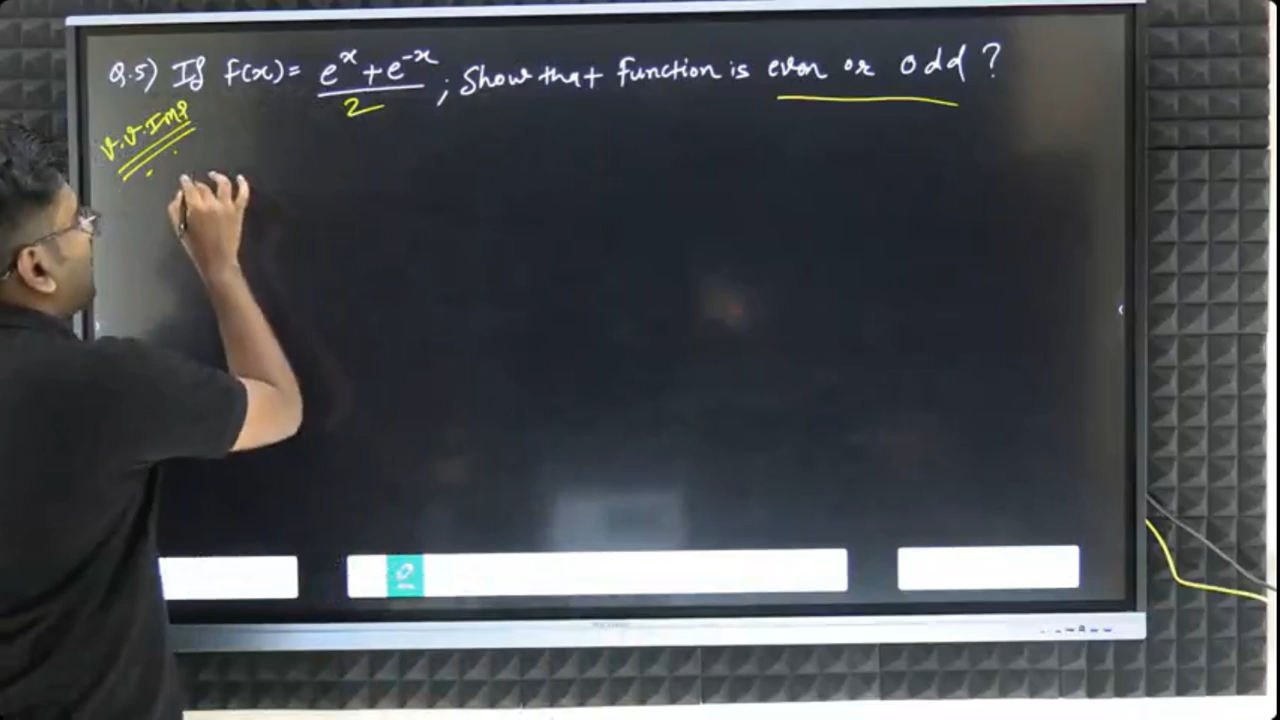 Q.5) If f(x) = (e^x + e^-x)/2 ; Show that function is even or odd ?
V.V.IMP